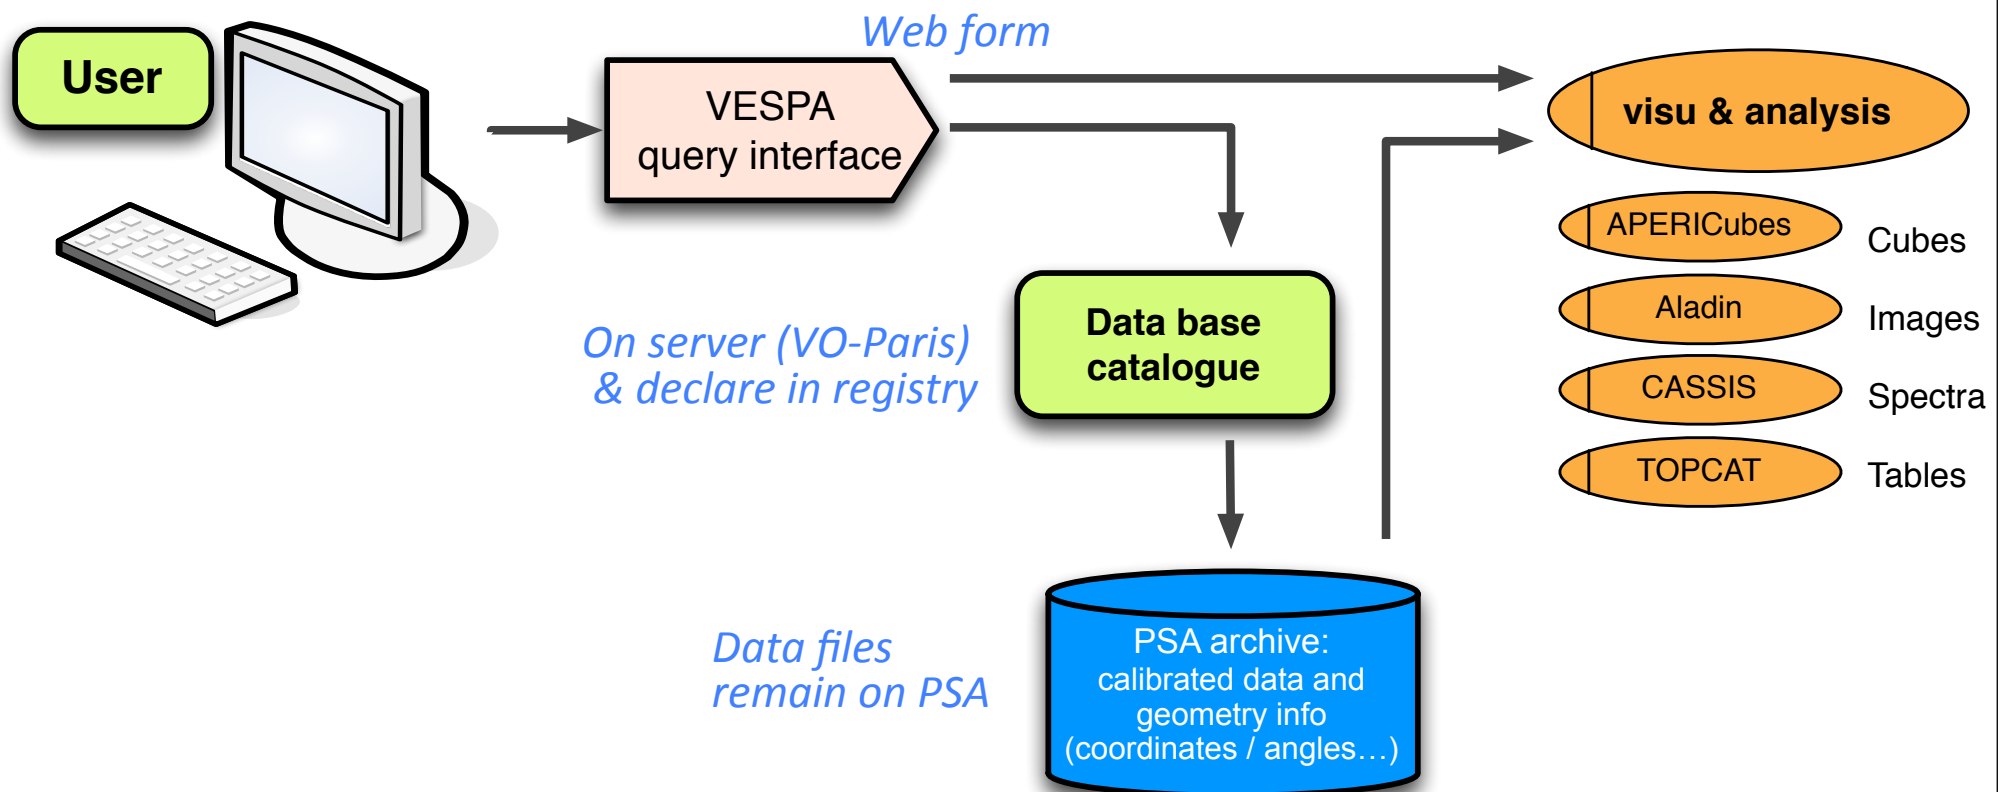 Web form
User
VESPA
query interface
visu & analysis
APERICubes
Cubes
Aladin
Images
CASSIS
Spectra
TOPCAT
Tables
On server (VO-Paris)
& declare in registry
Data base
catalogue
Data files
remain on PSA
PSA archive:
calibrated data and
geometry info
(coordinates / angles…)